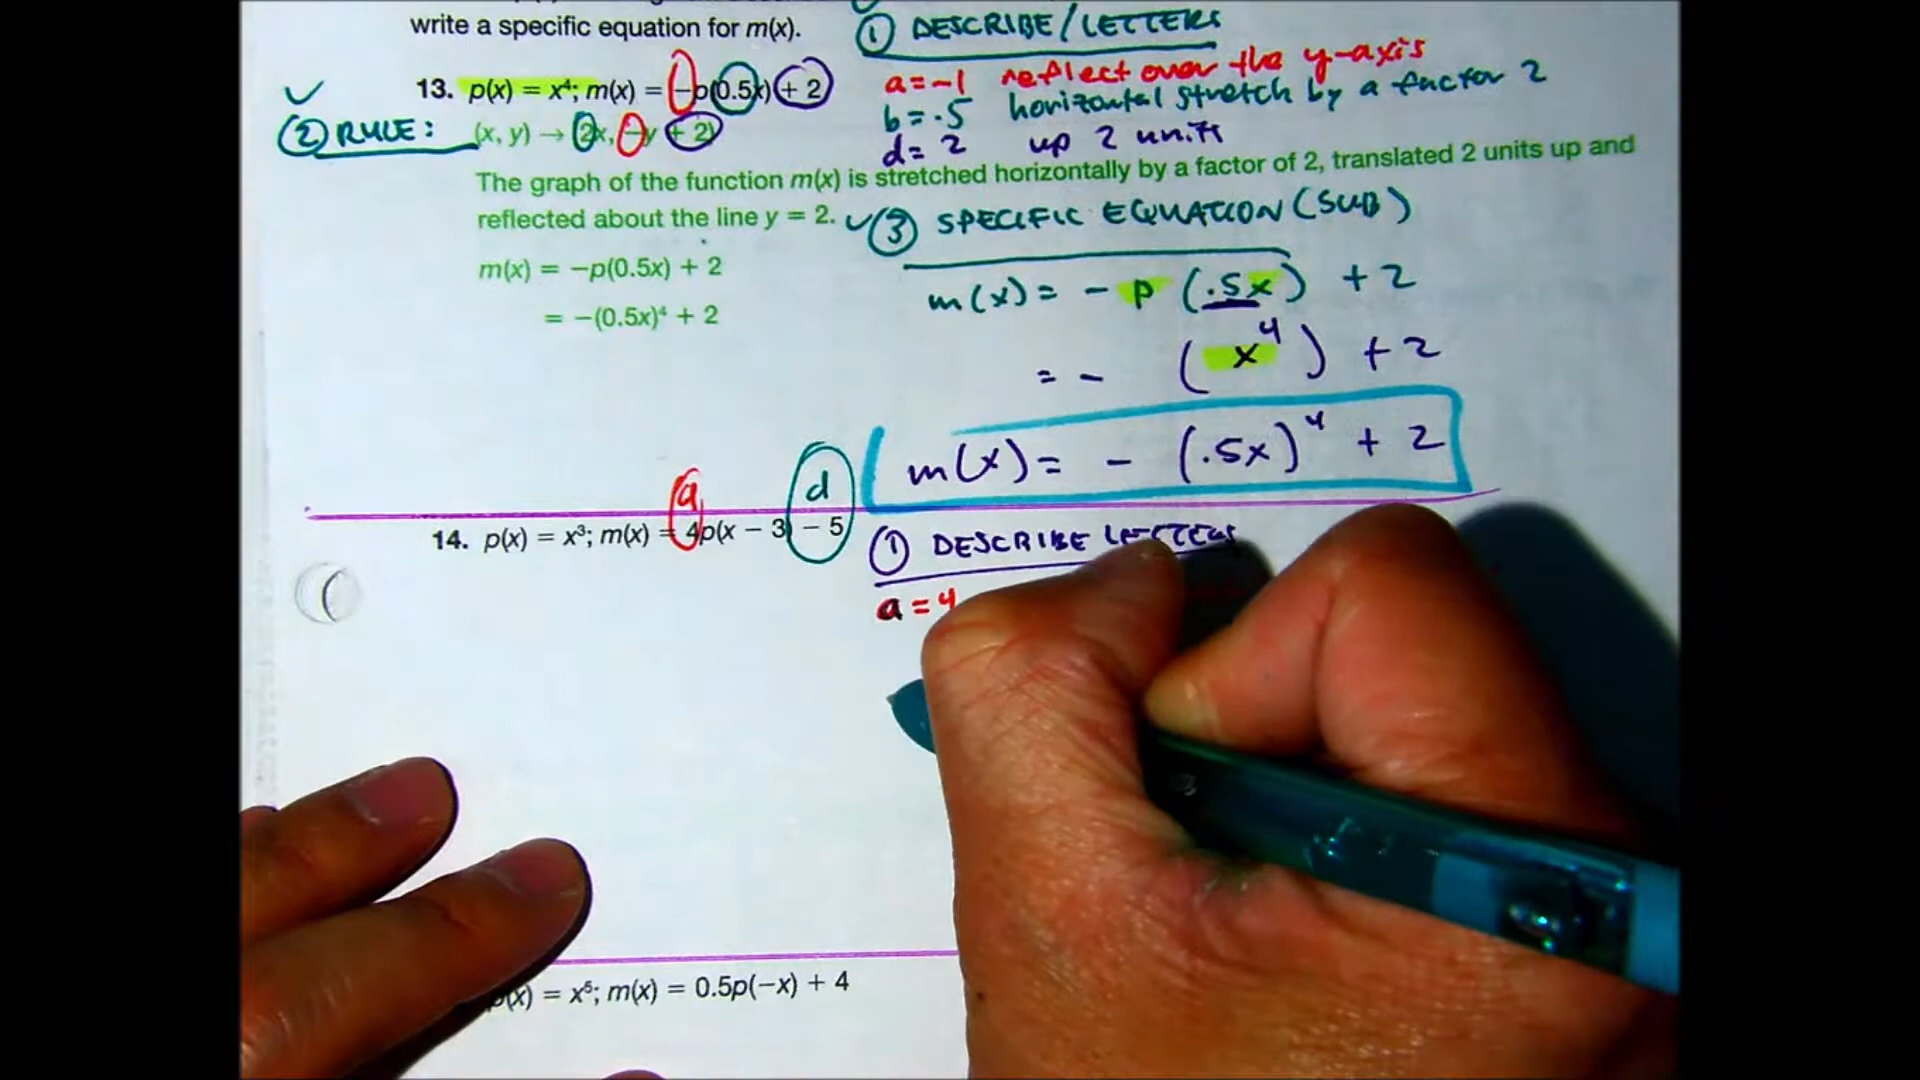 write a specific equation for m(x).
① DESCRIBE/LETTERS
13. p(x) = x⁴; m(x) = −p(0.5x) + 2
a=-1 reflect over the y-axis
b=.5 horizontal stretch by a factor 2
② RULE: (x, y) → (2x, −y + 2)
d=2 up 2 units
The graph of the function m(x) is stretched horizontally by a factor of 2, translated 2 units up and
reflected about the line y = 2.
③ SPECIFIC EQUATION (SUB)
m(x) = −p(0.5x) + 2
= −(0.5x)⁴ + 2
m(x)= - p (.5x) +2
= - (x⁴) +2
m(x)= - (.5x)⁴ + 2
a
d
14. p(x) = x³; m(x) = 4p(x − 3) − 5
① DESCRIBE LETTERS
a=4
p(x) = x⁵; m(x) = 0.5p(−x) + 4